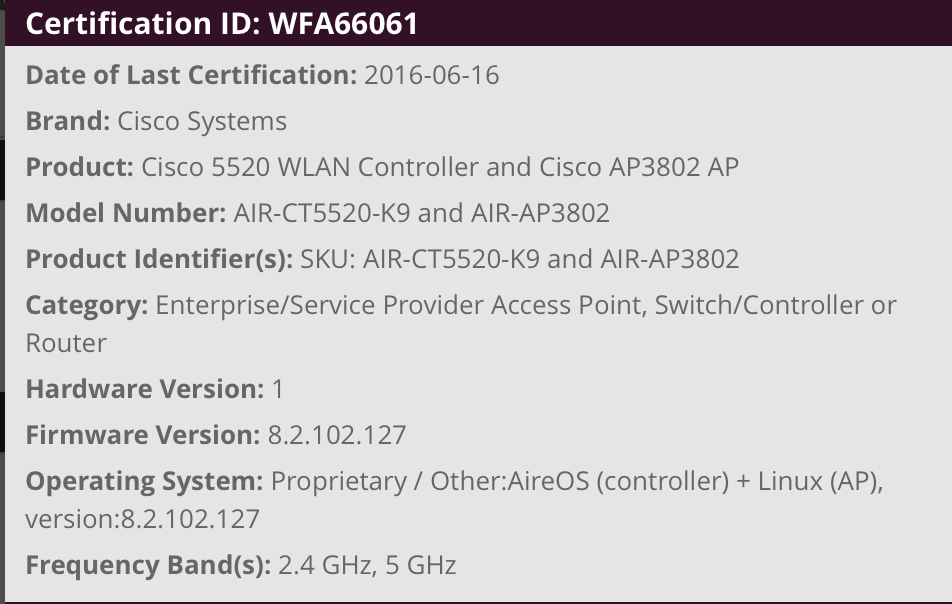 Certification ID: WFA66061
Date of Last Certification: 2016-06-16
Brand: Cisco Systems
Product: Cisco 5520 WLAN Controller and Cisco AP3802 AP
Model Number: AIR-CT5520-K9 and AIR-AP3802
Product Identifier(s): SKU: AIR-CT5520-K9 and AIR-AP3802
Category: Enterprise/Service Provider Access Point, Switch/Controller or
Router
Hardware Version: 1
Firmware Version: 8.2.102.127
Operating System: Proprietary / Other:AireOS (controller) + Linux (AP),
version:8.2.102.127
Frequency Band(s): 2.4 GHz, 5 GHz